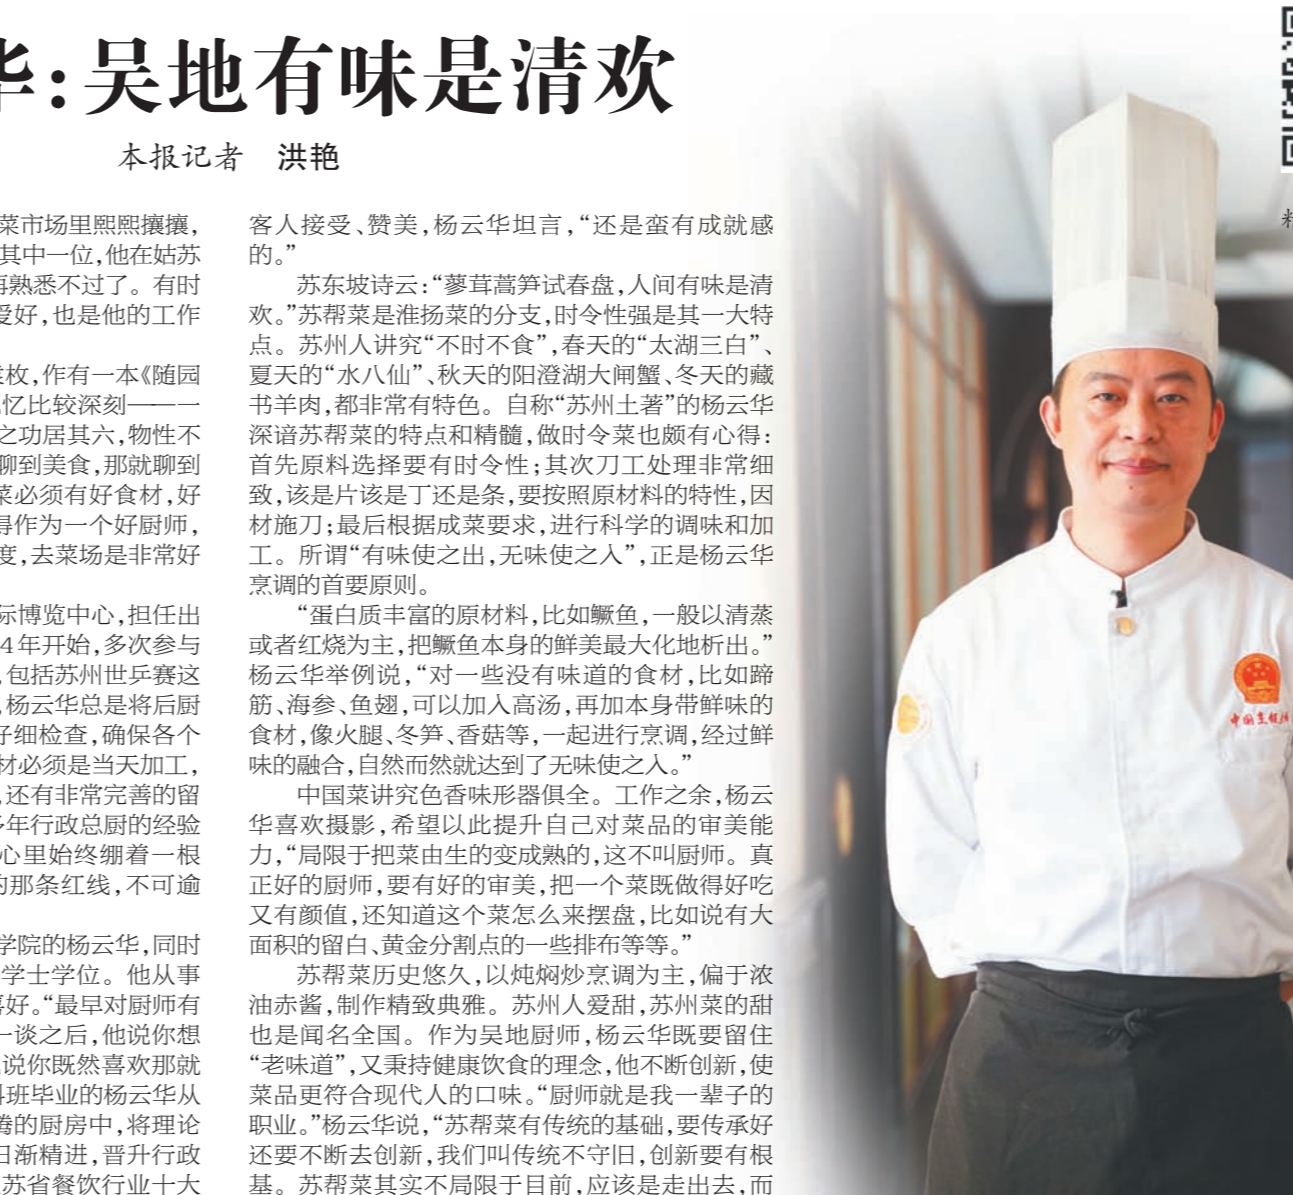 华:吴地有味是清欢
本报记者 洪艳
菜市场里熙熙攘攘,
其中一位,他在姑苏
再熟悉不过了。有时
爱好,也是他的工作
袁枚,作有一本《随园
忆比较深刻——一
之功居其六,物性不
聊到美食,那就聊到
菜必须有好食材,好
得作为一个好厨师,
度,去菜场是非常好
际博览中心,担任出
4年开始,多次参与
包括苏州世乒赛这
杨云华总是将后厨
仔细检查,确保各个
材必须是当天加工,
还有非常完善的留
多年行政总厨的经验
心里始终绷着一根
的那条红线,不可逾
学院的杨云华,同时
学士学位。他从事
喜好。“最早对厨师有
一谈之后,他说你想
说你既然喜欢那就
科班毕业的杨云华从
腾的厨房中,将理论
日渐精进,晋升行政
苏省餐饮行业十大
客人接受、赞美,杨云华坦言,“还是蛮有成就感
的。”
苏东坡诗云:“蓼茸蒿笋试春盘,人间有味是清
欢。”苏帮菜是淮扬菜的分支,时令性强是其一大特
点。苏州人讲究“不时不食”,春天的“太湖三白”、
夏天的“水八仙”、秋天的阳澄湖大闸蟹、冬天的藏
书羊肉,都非常有特色。自称“苏州土著”的杨云华
深谙苏帮菜的特点和精髓,做时令菜也颇有心得:
首先原料选择要有时令性;其次刀工处理非常细
致,该是片该是丁还是条,要按照原材料的特性,因
材施刀;最后根据成菜要求,进行科学的调味和加
工。所谓“有味使之出,无味使之入”,正是杨云华
烹调的首要原则。
“蛋白质丰富的原材料,比如鳜鱼,一般以清蒸
或者红烧为主,把鳜鱼本身的鲜美最大化地析出。”
杨云华举例说,“对一些没有味道的食材,比如蹄
筋、海参、鱼翅,可以加入高汤,再加本身带鲜味的
食材,像火腿、冬笋、香菇等,一起进行烹调,经过鲜
味的融合,自然而然就达到了无味使之入。”
中国菜讲究色香味形器俱全。工作之余,杨云
华喜欢摄影,希望以此提升自己对菜品的审美能
力,“局限于把菜由生的变成熟的,这不叫厨师。真
正好的厨师,要有好的审美,把一个菜既做得好吃
又有颜值,还知道这个菜怎么来摆盘,比如说有大
面积的留白、黄金分割点的一些排布等等。”
苏帮菜历史悠久,以炖焖炒烹调为主,偏于浓
油赤酱,制作精致典雅。苏州人爱甜,苏州菜的甜
也是闻名全国。作为吴地厨师,杨云华既要留住
“老味道”,又秉持健康饮食的理念,他不断创新,使
菜品更符合现代人的口味。“厨师就是我一辈子的
职业。”杨云华说,“苏帮菜有传统的基础,要传承好
还要不断去创新,我们叫传统不守旧,创新要有根
基。苏帮菜其实不局限于目前,应该是走出去,而
中国烹饪